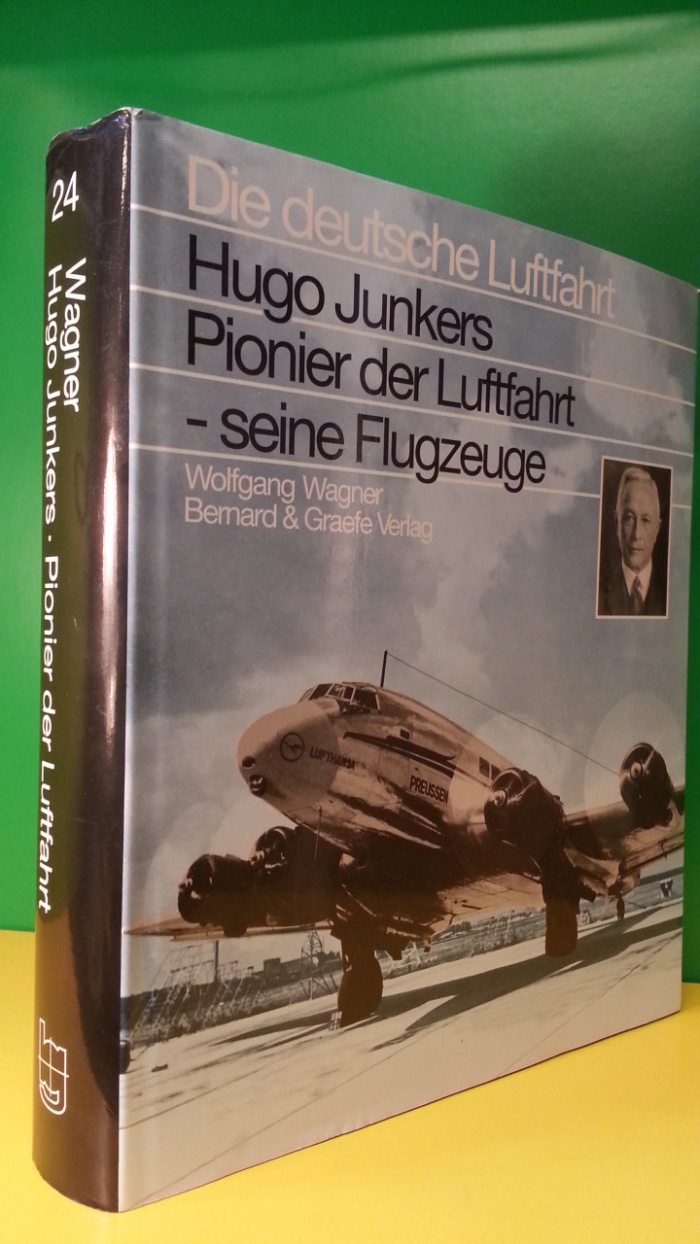 24
Wagner
Hugo Junkers · Pionier der Luftfahrt
Die deutsche Luftfahrt
Hugo Junkers
Pionier der Luftfahrt
- seine Flugzeuge
Wolfgang Wagner
Bernard & Graefe Verlag
LUFTHANSA
PREUSSEN